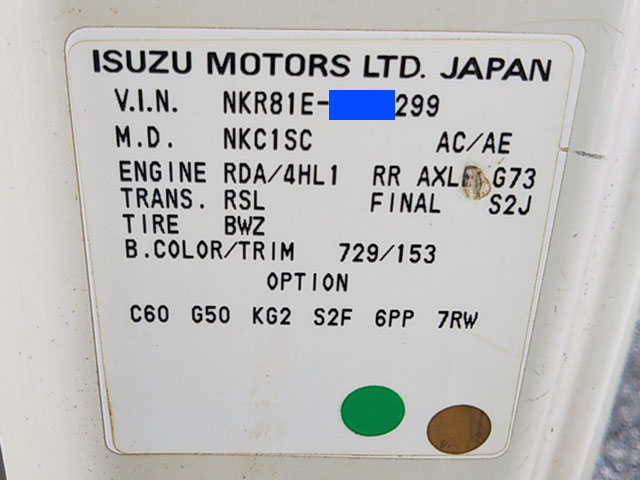 ISUZU MOTORS LTD. JAPAN
V.I.N. NKR81E- 299
M.D. NKC1SC AC/AE
ENGINE RDA/4HL1 RR AXLE G73
TRANS. RSL FINAL S2J
TIRE BWZ
B.COLOR/TRIM 729/153
OPTION
C60 G50 KG2 S2F 6PP 7RW